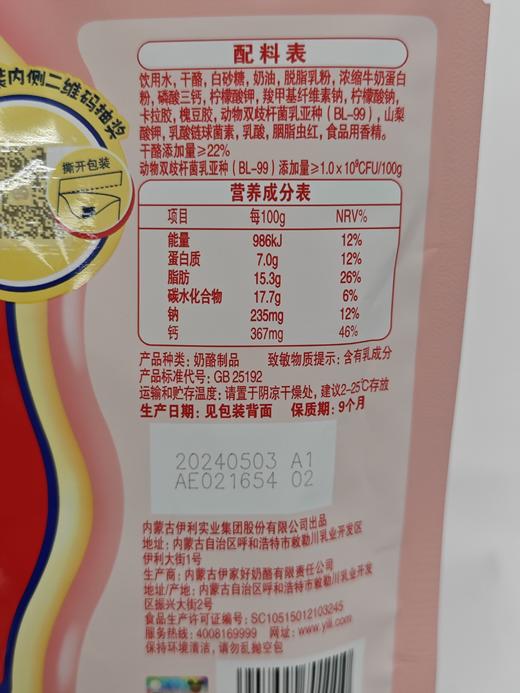 装内侧二维码抽奖
撕开包装
配料表
饮用水，干酪，白砂糖，奶油，脱脂乳粉，浓缩牛奶蛋白
粉，磷酸三钙，柠檬酸钾，羧甲基纤维素钠，柠檬酸钠，
卡拉胶，槐豆胶，动物双歧杆菌乳亚种（BL-99），山梨
酸钾，乳酸链球菌素，乳酸，胭脂虫红，食品用香精。
干酪添加量≥22%
动物双歧杆菌乳亚种（BL-99）添加量≥1.0x10⁸CFU/100g
营养成分表
项目 每100g NRV%
能量 986kJ 12%
蛋白质 7.0g 12%
脂肪 15.3g 26%
碳水化合物 17.7g 6%
钠 235mg 12%
钙 367mg 46%
产品种类：奶酪制品 致敏物质提示：含有乳成分
产品标准代号：GB 25192
运输和贮存温度：请置于阴凉干燥处，建议2-25℃存放
生产日期：见包装背面 保质期：9个月
20240503 A1
AE021654 02
内蒙古伊利实业集团股份有限公司出品
地址：内蒙古自治区呼和浩特市敕勒川乳业开发区
伊利大街1号
生产商：内蒙古伊家好奶酪有限责任公司
地址/产地：内蒙古自治区呼和浩特市敕勒川乳业开发
区振兴大街2号
食品生产许可证编号：SC10515012103245
服务热线：4008169999 网址：www.yili.com
保持环境清洁，请勿乱抛空包